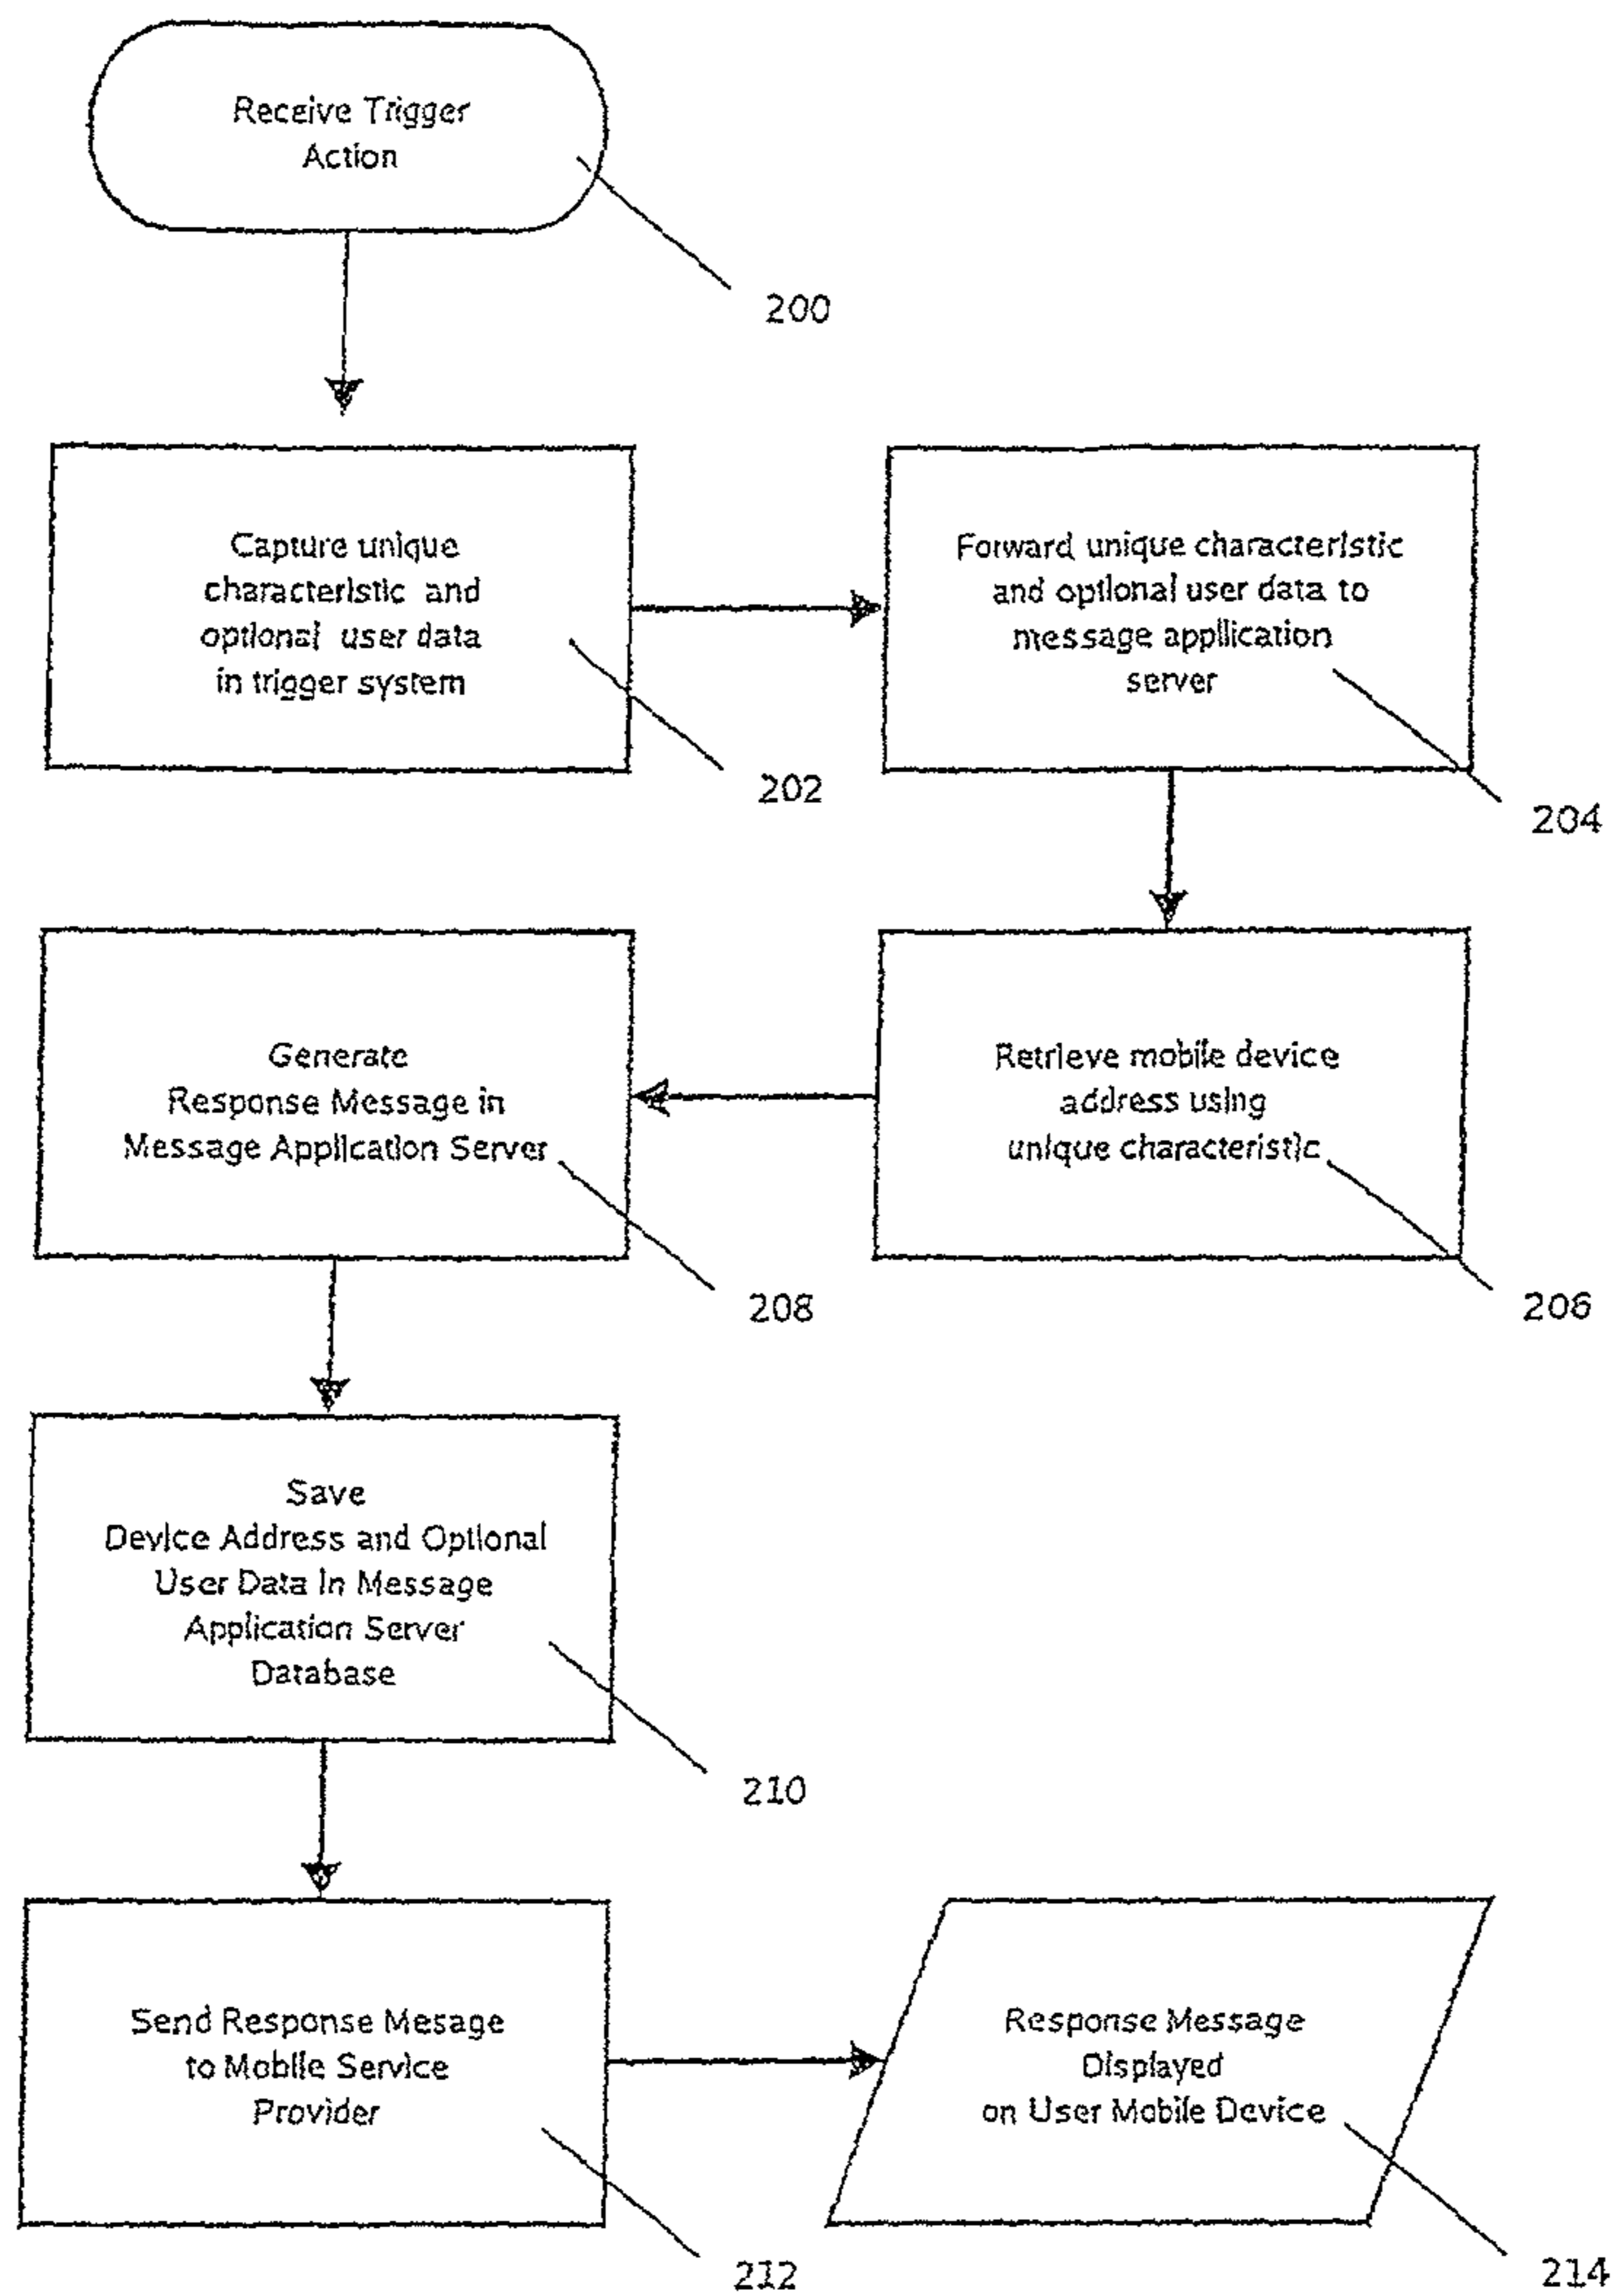 Receive Trigger
Action
200
Capture unique
characteristic and
optional user data
in trigger system
202
Forward unique characteristic
and optional user data to
message appllication
server
204
Retrieve mobile device
address using
unique characteristic
206
Generate
Response Message in
Message Application Server
208
Save
Device Address and Optional
User Data In Message
Application Server
Database
210
Send Response Mesage
to Mobile Service
Provider
212
Response Message
Displayed
on User Mobile Device
214